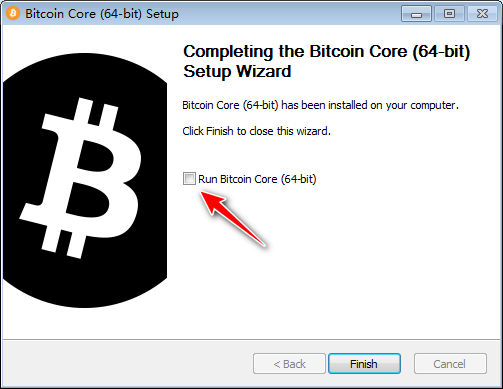 Bitcoin Core (64-bit) Setup
Completing the Bitcoin Core (64-bit)
Setup Wizard
Bitcoin Core (64-bit) has been installed on your computer.
Click Finish to close this wizard.
Run Bitcoin Core (64-bit)
< Back
Finish
Cancel